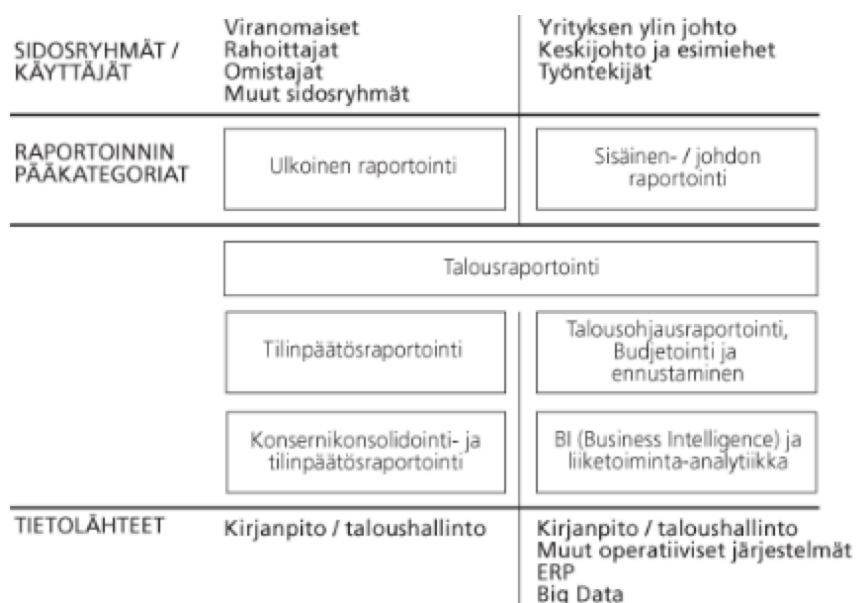 SIDOSRYHMÄT /
KÄYTTÄJÄT
Viranomaiset
Rahoittajat
Omistajat
Muut sidosryhmät
Yrityksen ylin johto
Keskijohto ja esimiehet
Työntekijät
RAPORTOINNIN
PÄÄKATEGORIAT
Ulkoinen raportointi
Sisäinen- / johdon
raportointi
Talousraportointi
Tilinpäätösraportointi
Talousohjausraportointi,
Budjetointi ja
ennustaminen
Konsernikonsolidointi- ja
tilinpäätösraportointi
BI (Business Intelligence) ja
liiketoiminta-analytiikka
TIETOLÄHTEET
Kirjanpito / taloushallinto
Kirjanpito / taloushallinto
Muut operatiiviset järjestelmät
ERP
Big Data